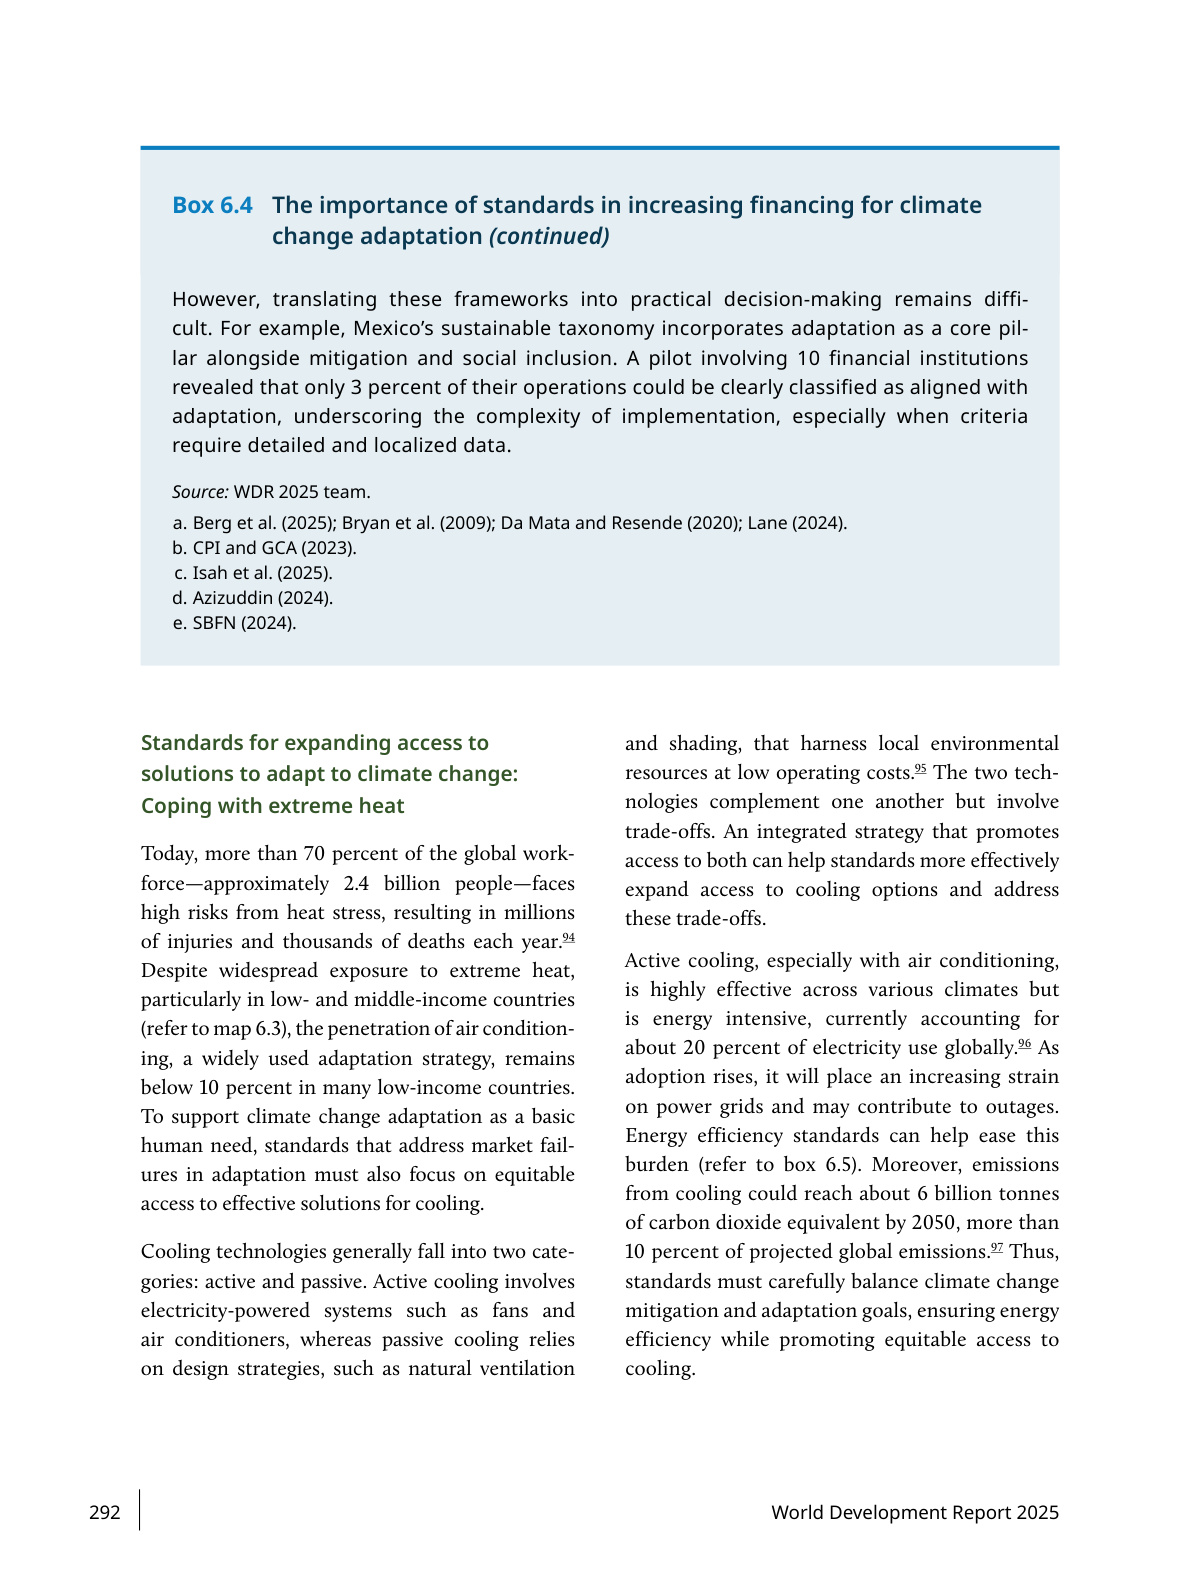 Box 6.4 The importance of standards in increasing financing for climate
change adaptation (continued)
However, translating these frameworks into practical decision-making remains diffi-
cult. For example, Mexico’s sustainable taxonomy incorporates adaptation as a core pil-
lar alongside mitigation and social inclusion. A pilot involving 10 financial institutions
revealed that only 3 percent of their operations could be clearly classified as aligned with
adaptation, underscoring the complexity of implementation, especially when criteria
require detailed and localized data.
Source: WDR 2025 team.
a. Berg et al. (2025); Bryan et al. (2009); Da Mata and Resende (2020); Lane (2024).
b. CPI and GCA (2023).
c. Isah et al. (2025).
d. Azizuddin (2024).
e. SBFN (2024).
Standards for expanding access to
solutions to adapt to climate change:
Coping with extreme heat
Today, more than 70 percent of the global work-
force—approximately 2.4 billion people—faces
high risks from heat stress, resulting in millions
of injuries and thousands of deaths each year.94
Despite widespread exposure to extreme heat,
particularly in low- and middle-income countries
(refer to map 6.3), the penetration of air condition-
ing, a widely used adaptation strategy, remains
below 10 percent in many low-income countries.
To support climate change adaptation as a basic
human need, standards that address market fail-
ures in adaptation must also focus on equitable
access to effective solutions for cooling.
Cooling technologies generally fall into two cate-
gories: active and passive. Active cooling involves
electricity-powered systems such as fans and
air conditioners, whereas passive cooling relies
on design strategies, such as natural ventilation
and shading, that harness local environmental
resources at low operating costs.95 The two tech-
nologies complement one another but involve
trade-offs. An integrated strategy that promotes
access to both can help standards more effectively
expand access to cooling options and address
these trade-offs.
Active cooling, especially with air conditioning,
is highly effective across various climates but
is energy intensive, currently accounting for
about 20 percent of electricity use globally.96 As
adoption rises, it will place an increasing strain
on power grids and may contribute to outages.
Energy efficiency standards can help ease this
burden (refer to box 6.5). Moreover, emissions
from cooling could reach about 6 billion tonnes
of carbon dioxide equivalent by 2050, more than
10 percent of projected global emissions.97 Thus,
standards must carefully balance climate change
mitigation and adaptation goals, ensuring energy
efficiency while promoting equitable access to
cooling.
292
World Development Report 2025